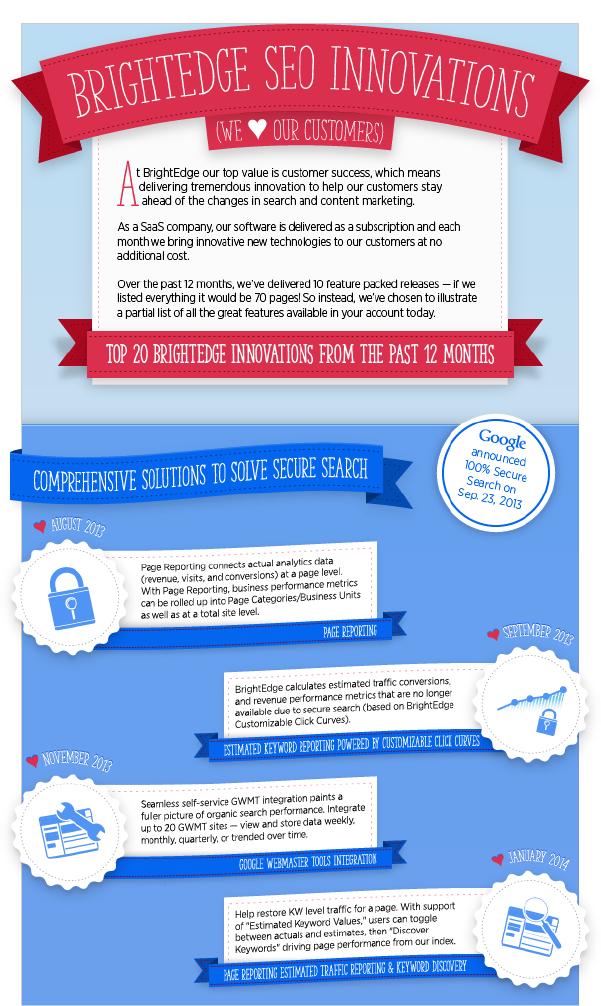 BRIGHTEDGE SEO INNOVATIONS
(WE ♥ OUR CUSTOMERS)
At BrightEdge our top value is customer success, which means
delivering tremendous innovation to help our customers stay
ahead of the changes in search and content marketing.
As a SaaS company, our software is delivered as a subscription and each
month we bring innovative new technologies to our customers at no
additional cost.
Over the past 12 months, we've delivered 10 feature packed releases — if we
listed everything it would be 70 pages! So instead, we've chosen to illustrate
a partial list of all the great features available in your account today.
TOP 20 BRIGHTEDGE INNOVATIONS FROM THE PAST 12 MONTHS
Google
announced
100% Secure
Search on
Sep. 23, 2013
COMPREHENSIVE SOLUTIONS TO SOLVE SECURE SEARCH
AUGUST 2013
Page Reporting connects actual analytics data
(revenue, visits, and conversions) at a page level.
With Page Reporting, business performance metrics
can be rolled up into Page Categories/Business Units
as well as at a total site level.
PAGE REPORTING
SEPTEMBER 2013
BrightEdge calculates estimated traffic conversions,
and revenue performance metrics that are no longer
available due to secure search (based on BrightEdge
Customizable Click Curves).
ESTIMATED KEYWORD REPORTING POWERED BY CUSTOMIZABLE CLICK CURVES
NOVEMBER 2013
Seamless self-service GWMT integration paints a
fuller picture of organic search performance. Integrate
up to 20 GWMT sites — view and store data weekly,
monthly, quarterly, or trended over time.
GOOGLE WEBMASTER TOOLS INTEGRATION
JANUARY 2014
Help restore KW level traffic for a page. With support
of "Estimated Keyword Values," users can toggle
between actuals and estimates, then "Discover
Keywords" driving page performance from our index.
PAGE REPORTING ESTIMATED TRAFFIC REPORTING & KEYWORD DISCOVERY